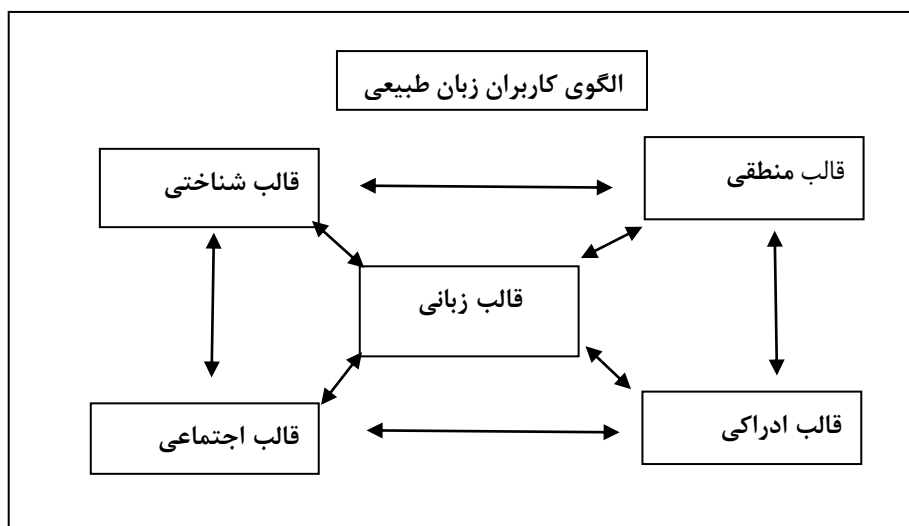 الگوی کاربران زبان طبیعی
قالب منطقی
قالب شناختی
قالب زبانی
قالب ادراکی
قالب اجتماعی